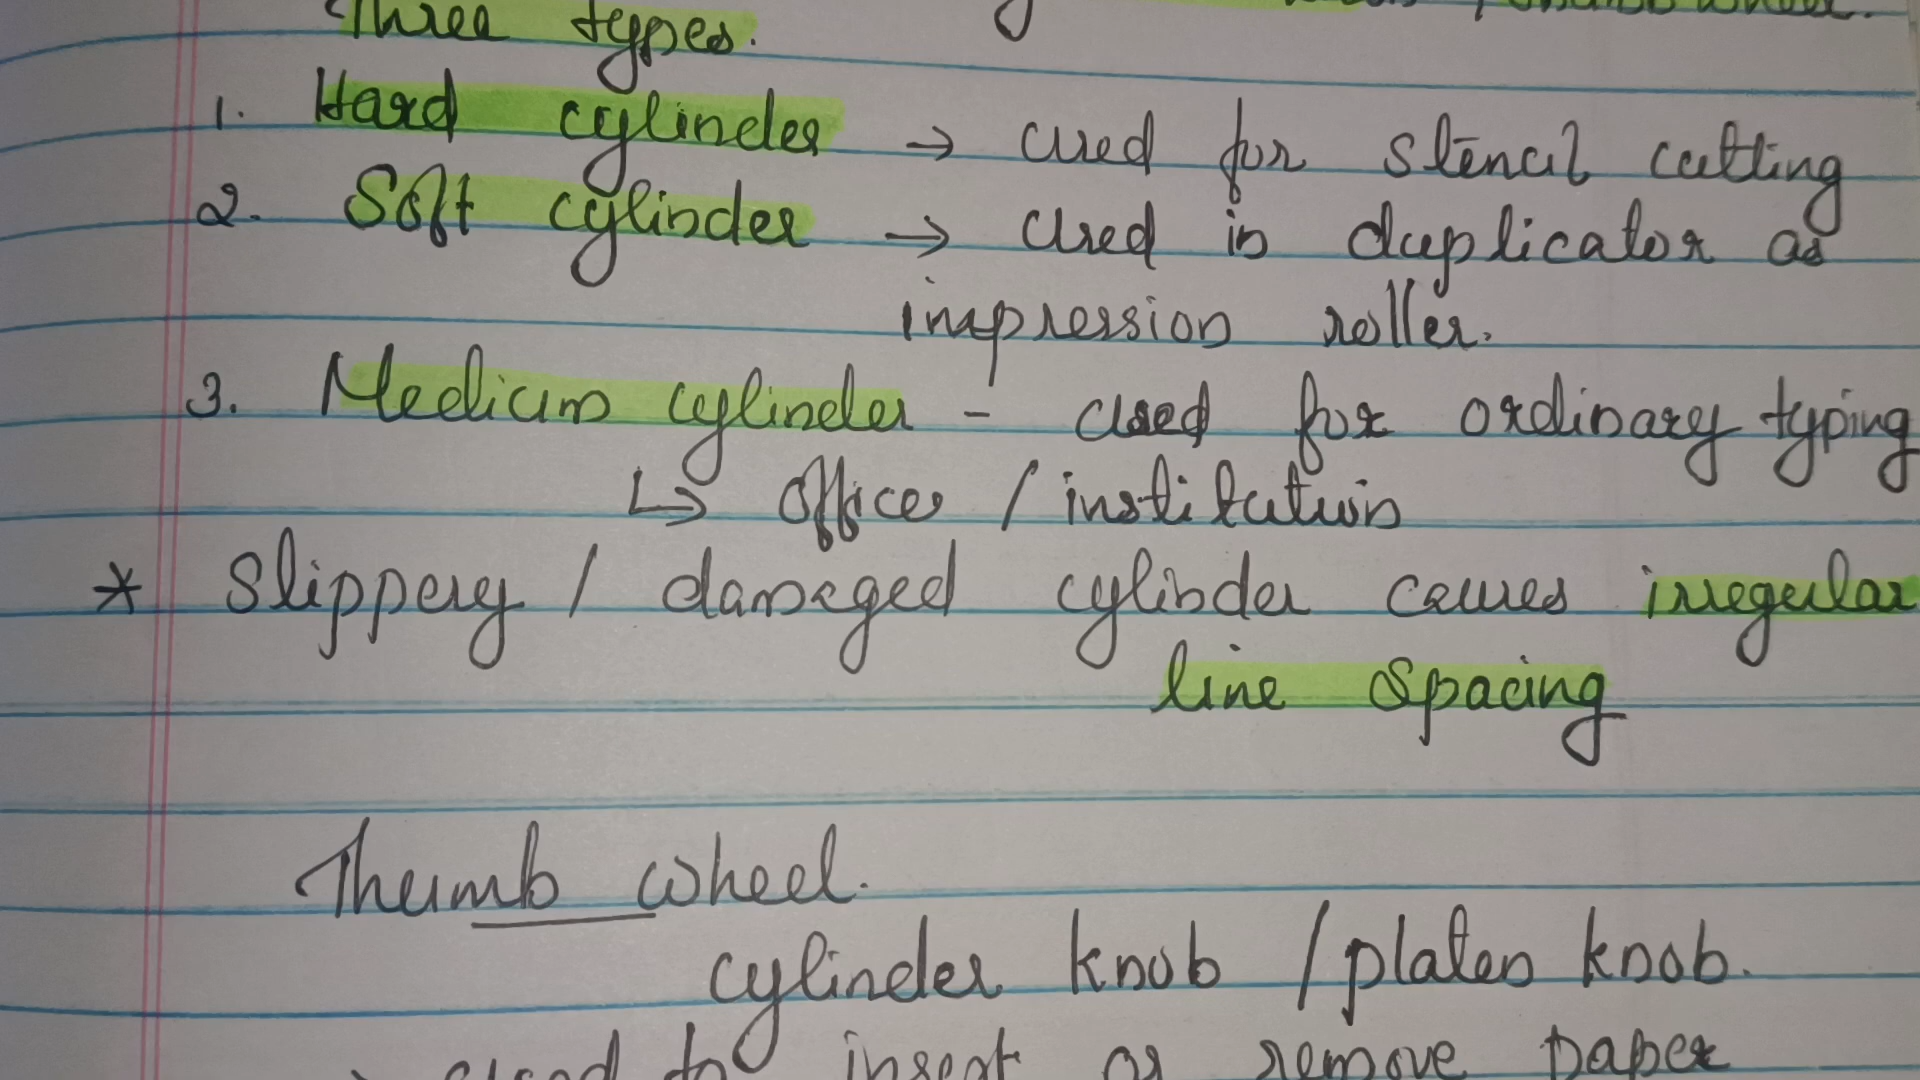 Three types.
1. Hard cylinder → used for stencil cutting
2. Soft cylinder → used in duplicator as
impression roller.
3. Medium cylinder - used for ordinary typing
↳ Offices / institution
* Slippery / damaged cylinder causes irregular
line spacing
Thumb wheel.
cylinder knob / platen knob.
used to insert or remove paper